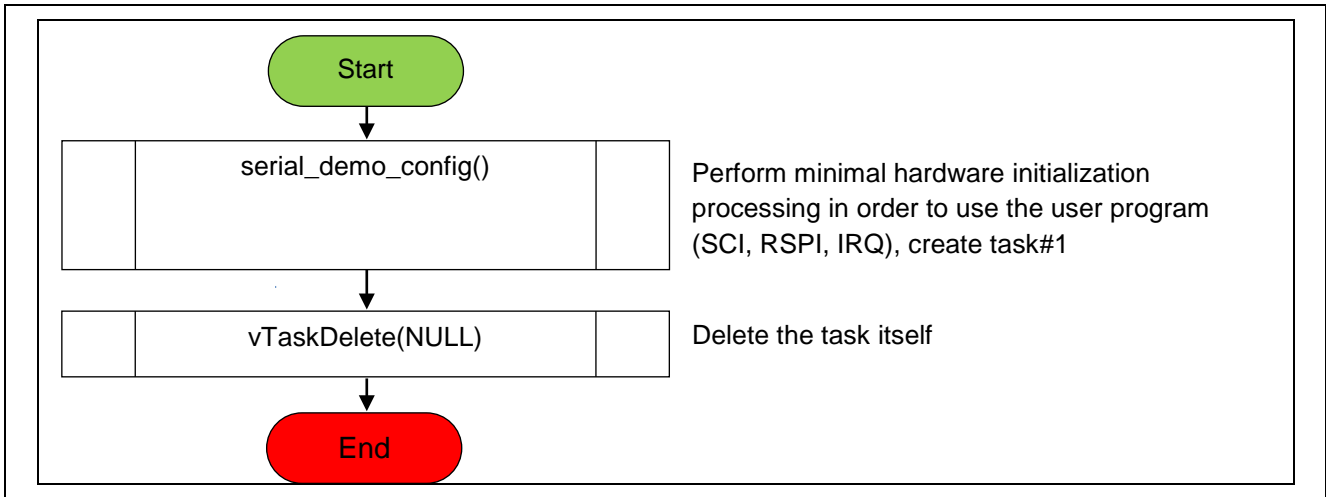 Start
serial_demo_config()
Perform minimal hardware initialization
processing in order to use the user program
(SCI, RSPI, IRQ), create task#1
vTaskDelete(NULL)
Delete the task itself
End